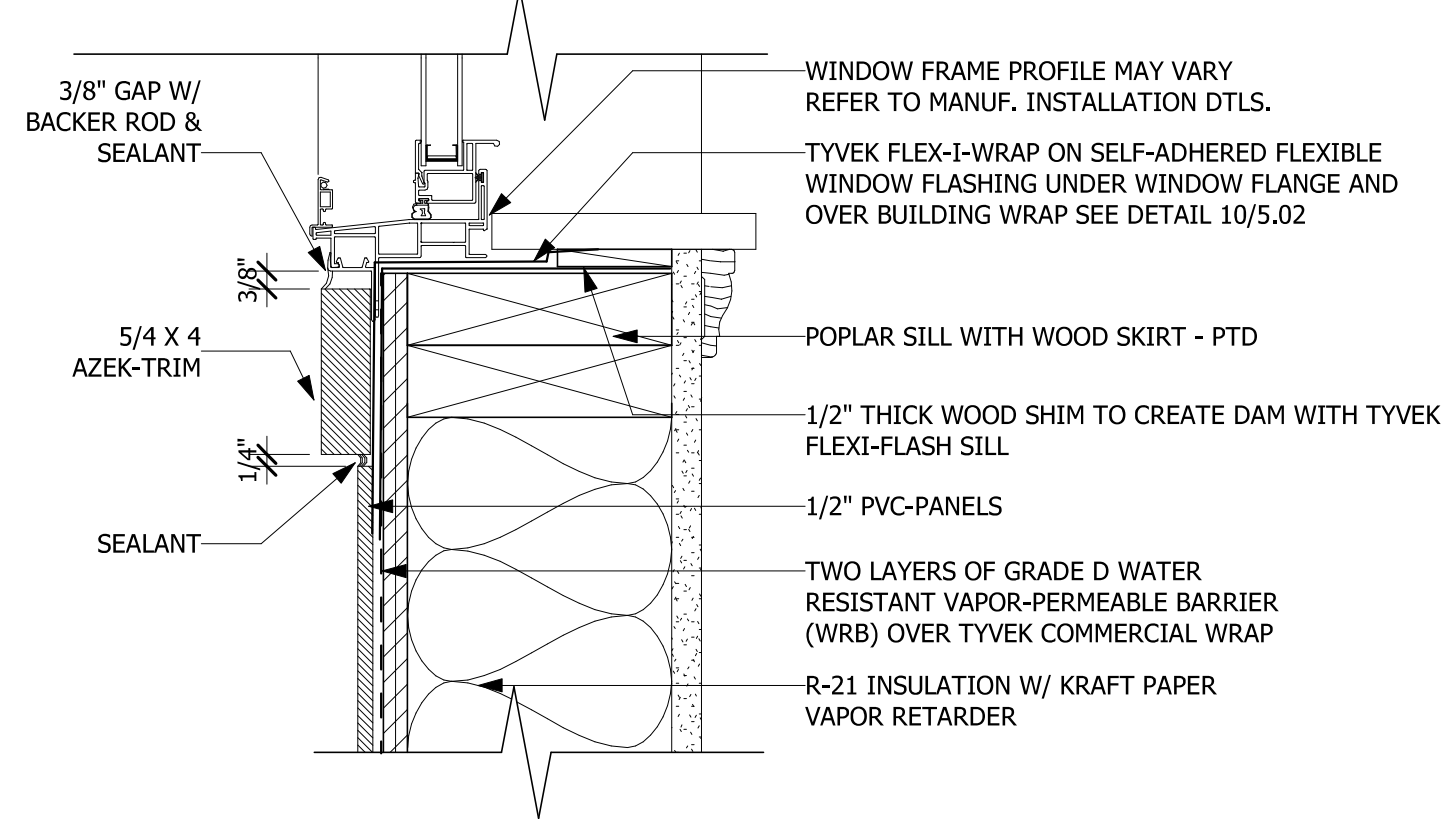 3/8" GAP W/
BACKER ROD &
SEALANT
3/8"
5/4 X 4
AZEK-TRIM
1/4"
SEALANT
WINDOW FRAME PROFILE MAY VARY
REFER TO MANUF. INSTALLATION DTLS.
TYVEK FLEX-I-WRAP ON SELF-ADHERED FLEXIBLE
WINDOW FLASHING UNDER WINDOW FLANGE AND
OVER BUILDING WRAP SEE DETAIL 10/5.02
POPLAR SILL WITH WOOD SKIRT - PTD
1/2" THICK WOOD SHIM TO CREATE DAM WITH TYVEK
FLEXI-FLASH SILL
1/2" PVC-PANELS
TWO LAYERS OF GRADE D WATER
RESISTANT VAPOR-PERMEABLE BARRIER
(WRB) OVER TYVEK COMMERCIAL WRAP
R-21 INSULATION W/ KRAFT PAPER
VAPOR RETARDER